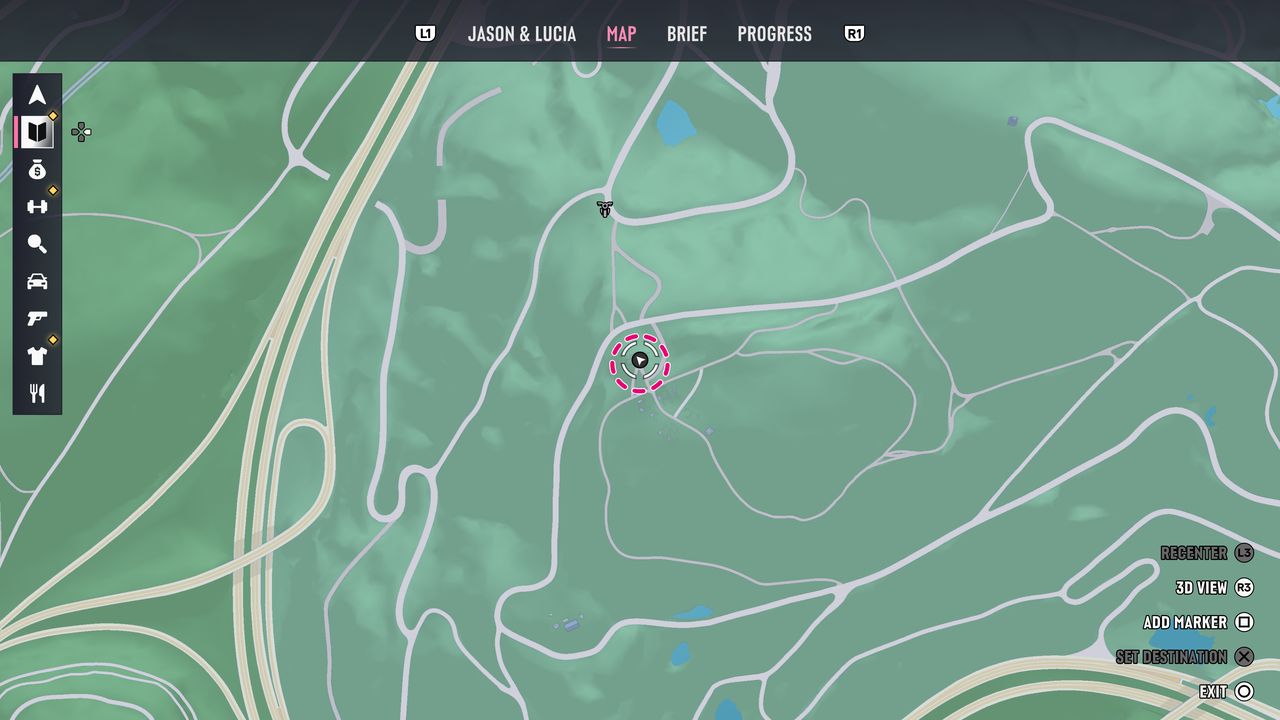 L1 JASON & LUCIA MAP BRIEF PROGRESS R1
$
RECENTER L3
3D VIEW R3
ADD MARKER
SET DESTINATION
EXIT